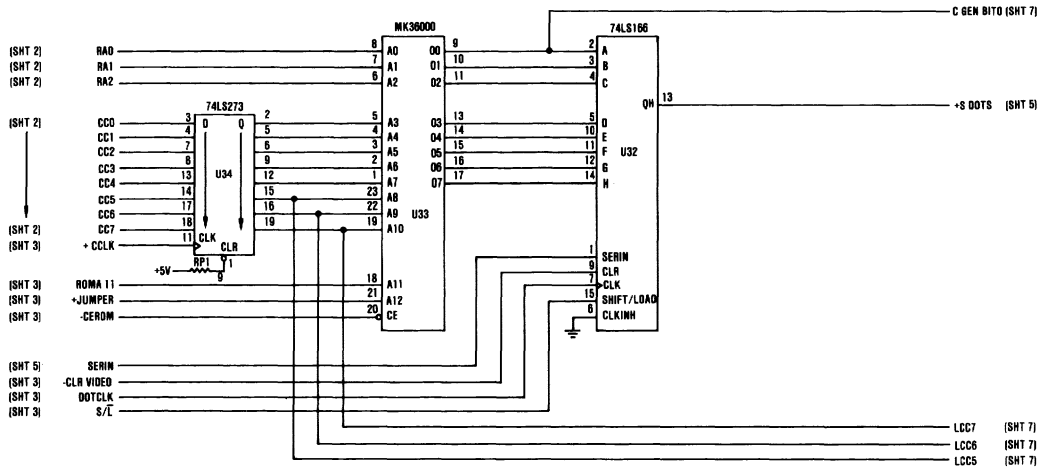 C GEN BITO (SHT 7)
MK36000
74LS166
(SHT 2) RA0 8 A0 O0 9 2 A
(SHT 2) RA1 7 A1 O1 10 3 B
(SHT 2) RA2 6 A2 O2 11 4 C
QH 13 +S DOTS (SHT 5)
74LS273
(SHT 2) CC0 3 D Q 2 5 A3 O3 13 5 D
CC1 4 5 4 A4 O4 14 10 E
CC2 7 6 3 A5 O5 15 11 F
CC3 8 9 2 A6 O6 16 12 G U32
CC4 13 U34 12 1 A7 O7 17 14 H
CC5 14 15 23 A8
CC6 17 16 22 A9 U33
(SHT 2) CC7 18 19 19 A10
(SHT 3) + CCLK 11 CLK
CLR
+5V RP1 9 1
1 SERIN
9 CLR
7 CLK
15 SHIFT/LOAD
6 CLKINH
(SHT 3) ROMA 11 18 A11
(SHT 3) +JUMPER 21 A12
(SHT 3) -CEROM 20 CE
(SHT 5) SERIN
(SHT 3) -CLR VIDEO
(SHT 3) DOTCLK
(SHT 3) S/L̅
LCC7 (SHT 7)
LCC6 (SHT 7)
LCC5 (SHT 7)